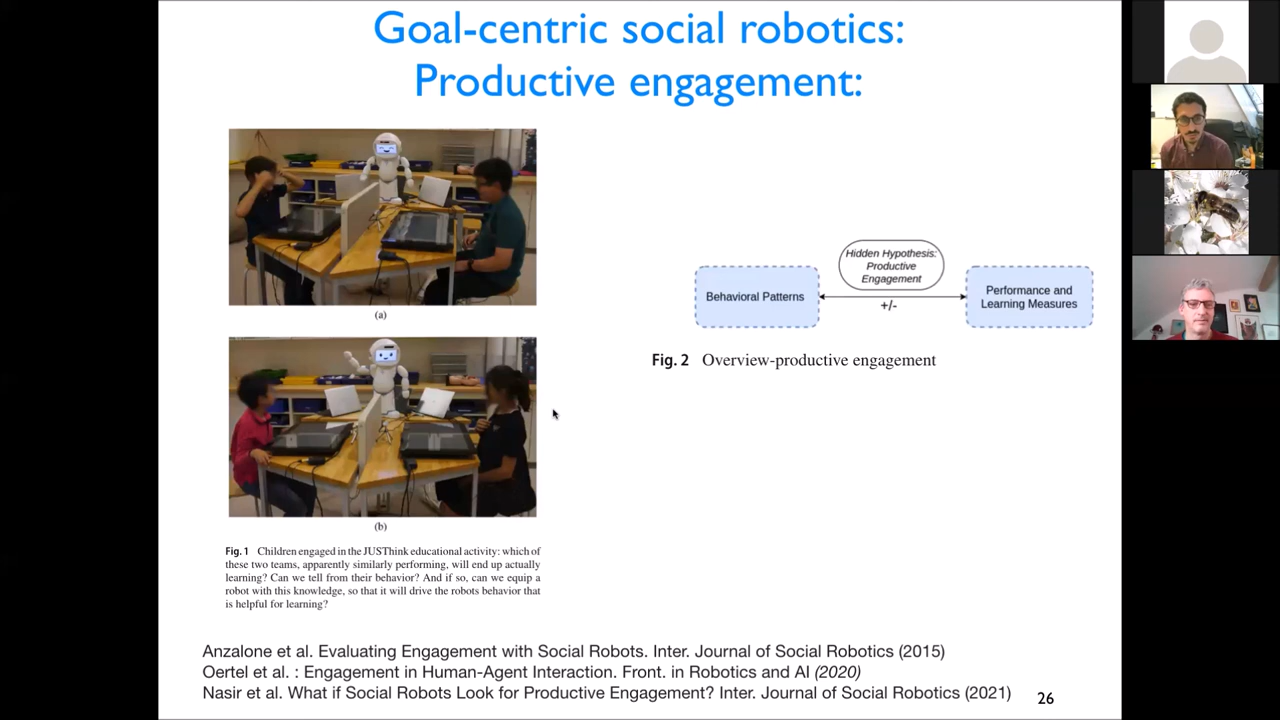 Goal-centric social robotics:
Productive engagement:
(a)
(b)
Fig. 1 Children engaged in the JUSThink educational activity: which of
these two teams, apparently similarly performing, will end up actually
learning? Can we tell from their behavior? And if so, can we equip a
robot with this knowledge, so that it will drive the robots behavior that
is helpful for learning?
Behavioral Patterns
Hidden Hypothesis:
Productive
Engagement
+/-
Performance and
Learning Measures
Fig. 2 Overview-productive engagement
Anzalone et al. Evaluating Engagement with Social Robots. Inter. Journal of Social Robotics (2015)
Oertel et al. : Engagement in Human-Agent Interaction. Front. in Robotics and AI (2020)
Nasir et al. What if Social Robots Look for Productive Engagement? Inter. Journal of Social Robotics (2021)
26